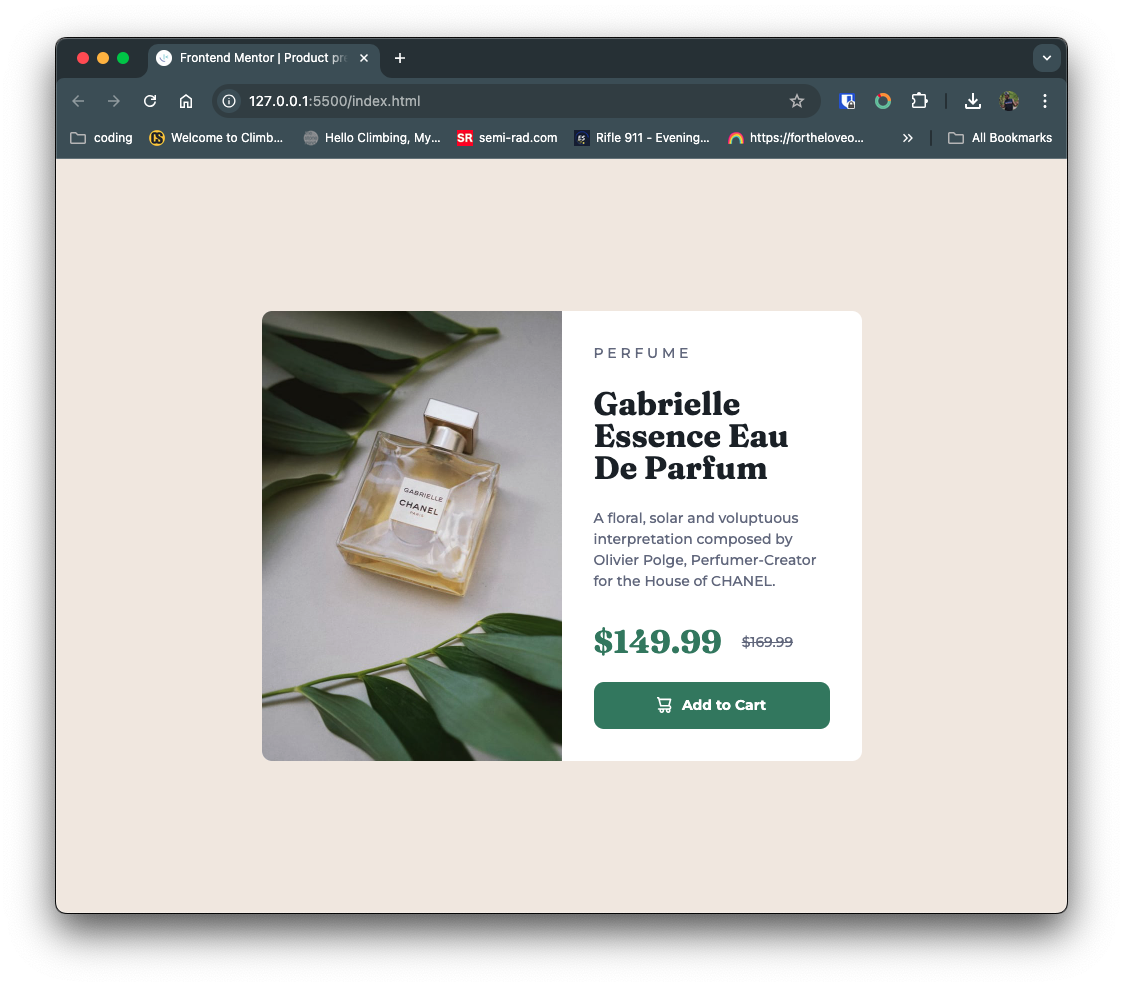 Frontend Mentor | Product pr
127.0.0.1:5500/index.html
coding
CS
Welcome to Climb...
Hello Climbing, My...
SR
semi-rad.com
Rifle 911 - Evening...
https://fortheloveo...
All Bookmarks
GABRIELLE
CHANEL
PARIS
PERFUME
Gabrielle
Essence Eau
De Parfum
A floral, solar and voluptuous
interpretation composed by
Olivier Polge, Perfumer-Creator
for the House of CHANEL.
$149.99 $169.99
Add to Cart